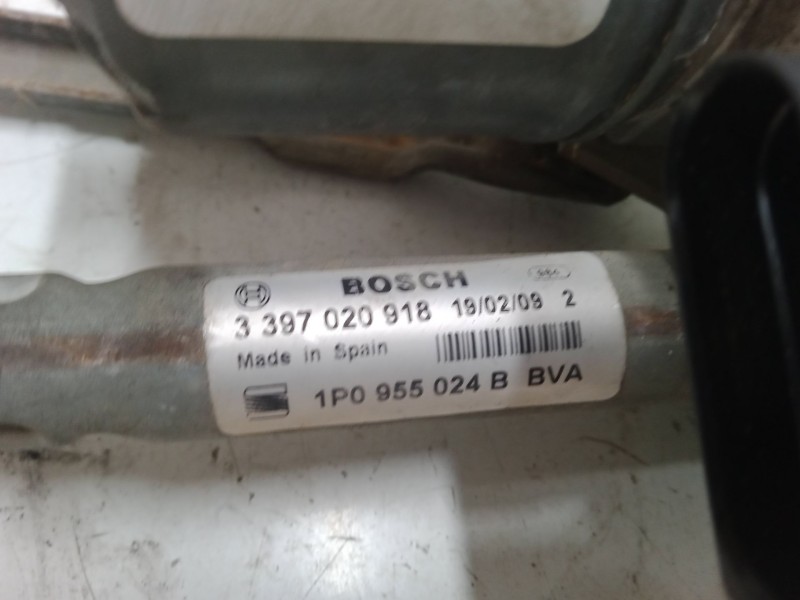 BOSCH
3 397 020 918 19/02/09 2
Made in Spain
1P0 955 024 B BVA